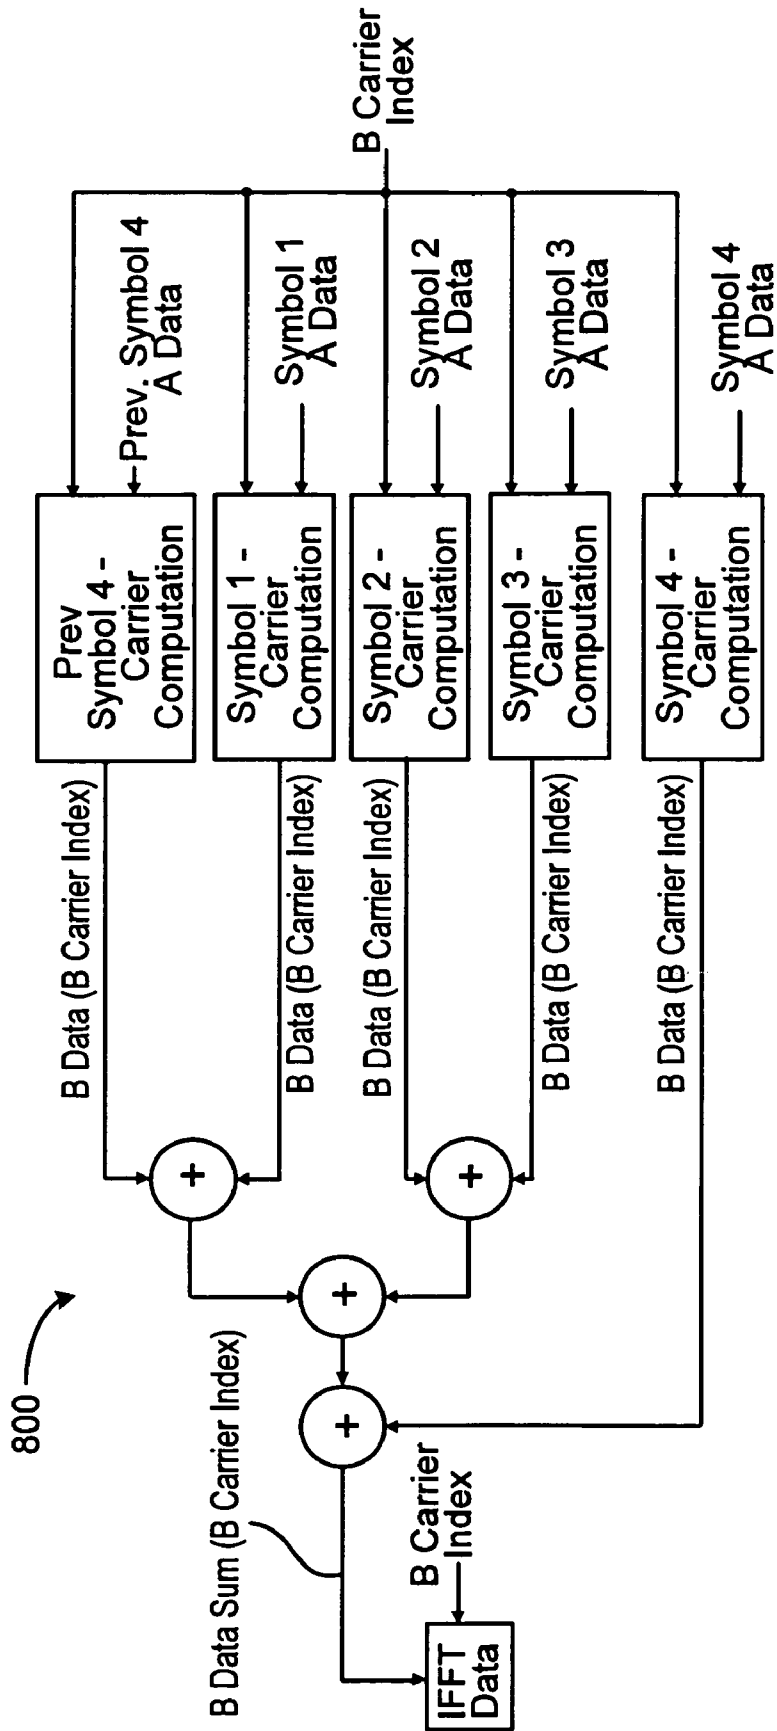 800
B Carrier
Index
Prev. Symbol 4
A Data
Symbol 1
A Data
Symbol 2
A Data
Symbol 3
A Data
Symbol 4
A Data
Prev
Symbol 4 -
Carrier
Computation
Symbol 1 -
Carrier
Computation
Symbol 2 -
Carrier
Computation
Symbol 3 -
Carrier
Computation
Symbol 4 -
Carrier
Computation
B Data (B Carrier Index)
B Data (B Carrier Index)
B Data (B Carrier Index)
B Data (B Carrier Index)
B Data (B Carrier Index)
+
+
+
+
B Data Sum (B Carrier Index)
B Carrier
Index
IFFT
Data